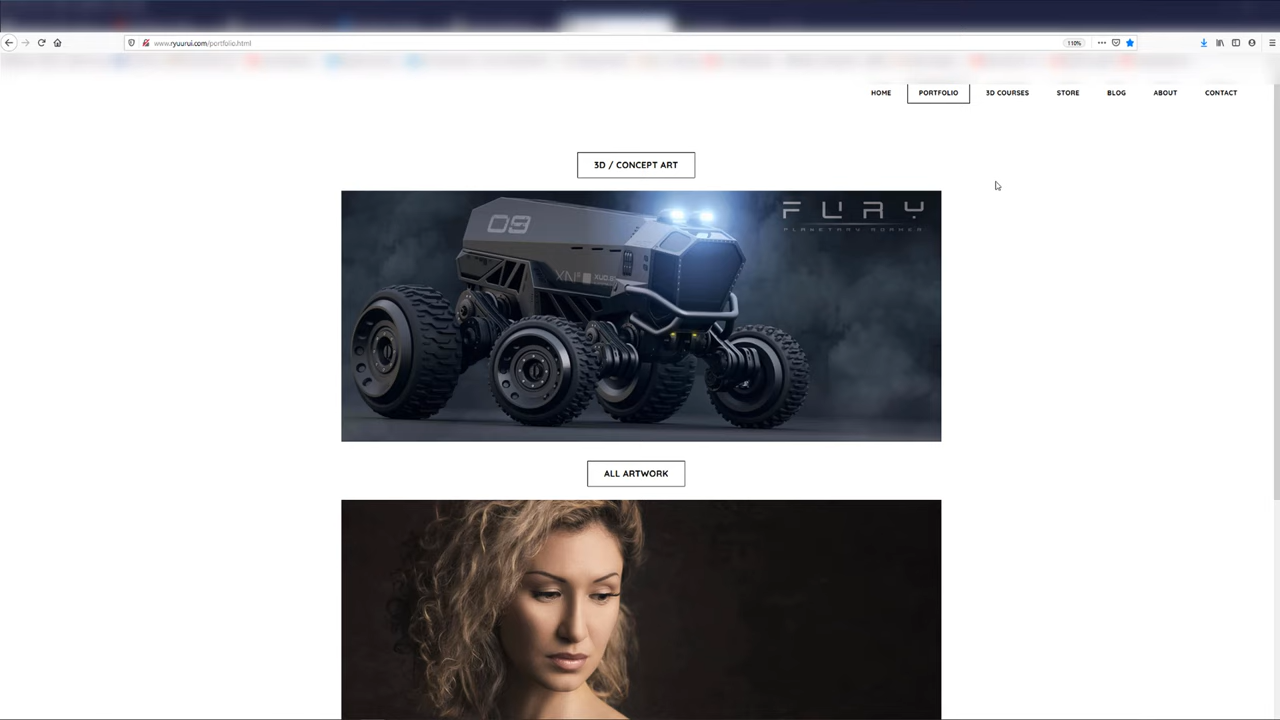 www.ryuurui.com/portfolio.html
110%
HOME PORTFOLIO 3D COURSES STORE BLOG ABOUT CONTACT
3D / CONCEPT ART
09
FURY
PLANETARY ROAMER
ALL ARTWORK